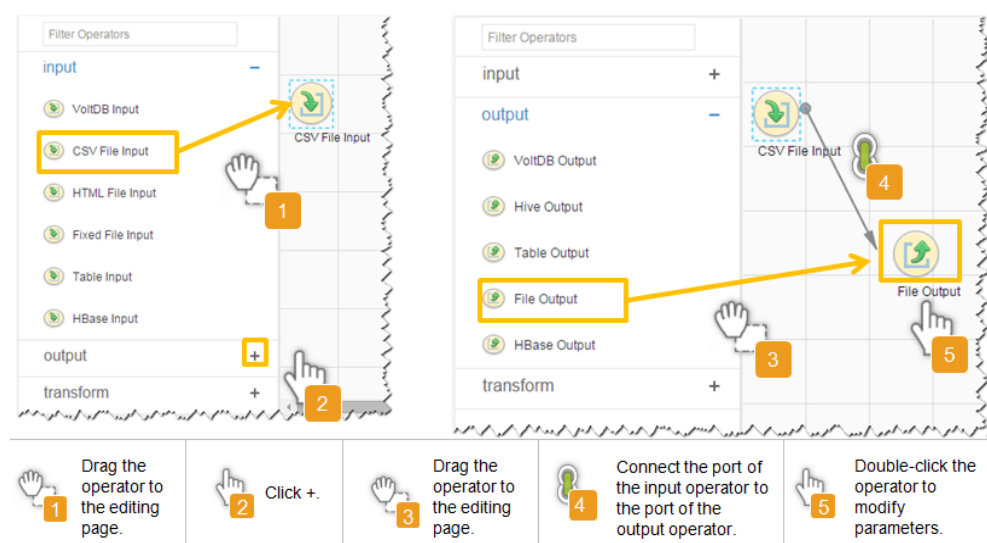 Filter Operators
input
−
VoltDB Input
CSV File Input
HTML File Input
Fixed File Input
Table Input
HBase Input
output
+
transform
+
CSV File Input
1
2
Filter Operators
input
+
output
−
VoltDB Output
Hive Output
Table Output
File Output
HBase Output
transform
+
CSV File Input
4
File Output
3
5
1
Drag the
operator to
the editing
page.
2
Click +.
3
Drag the
operator to
the editing
page.
4
Connect the port of
the input operator to
the port of the
output operator.
5
Double-click the
operator to
modify
parameters.